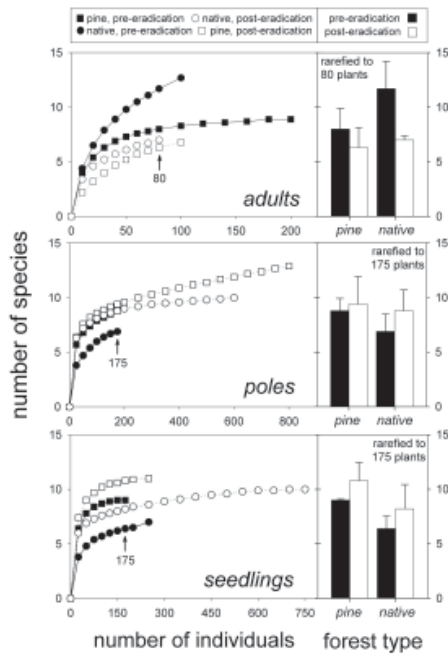 pine, pre-eradication native, post-eradication
native, pre-eradication pine, post-eradication
pre-eradication
post-eradication
number of species
15
10
5
0
80
adults
0 50 100 150 200
rarefied to
80 plants
15
10
5
0
pine native
15
10
5
0
175
poles
0 200 400 600 800
rarefied to
175 plants
15
10
5
0
pine native
15
10
5
0
175
seedlings
0 150 300 450 600 750
rarefied to
175 plants
15
10
5
0
pine native
number of individuals
forest type